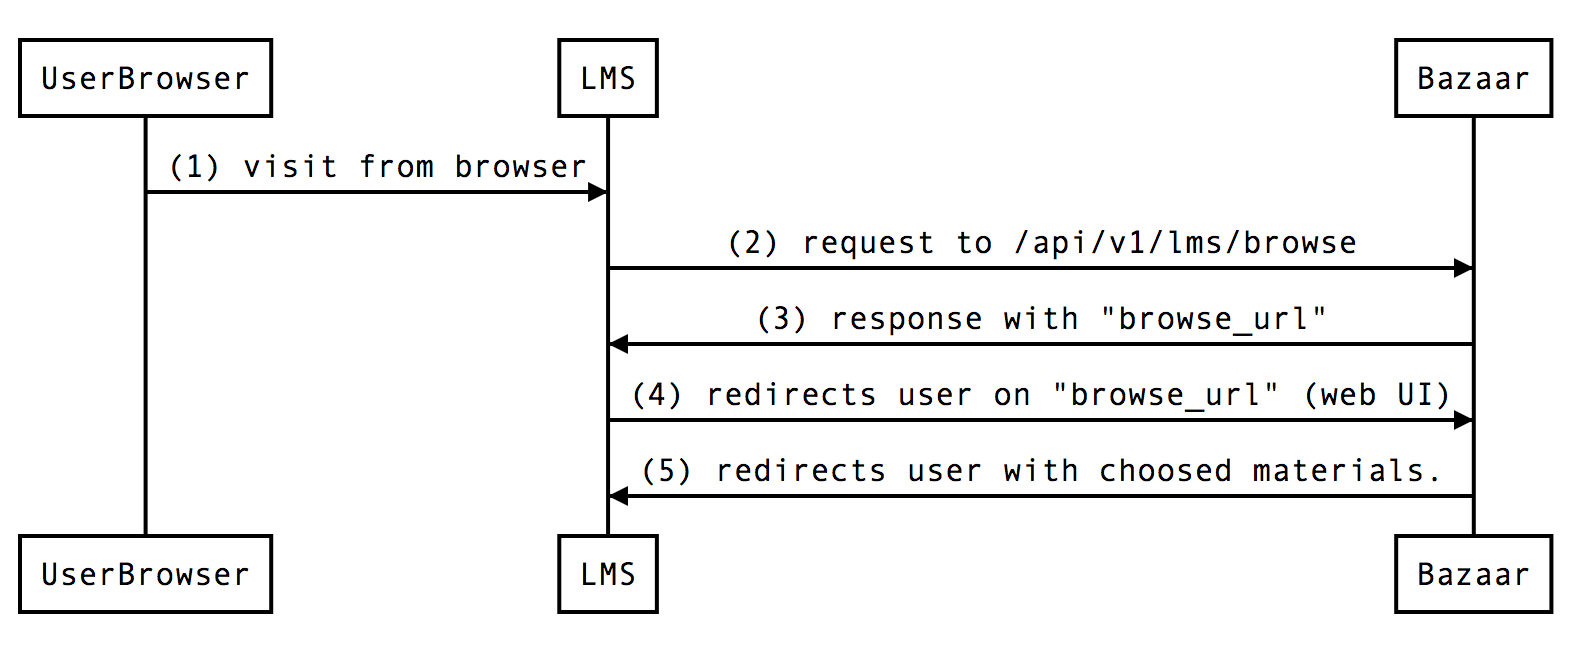 UserBrowser
LMS
Bazaar
(1) visit from browser
(2) request to /api/v1/lms/browse
(3) response with "browse_url"
(4) redirects user on "browse_url" (web UI)
(5) redirects user with choosed materials.
UserBrowser
LMS
Bazaar